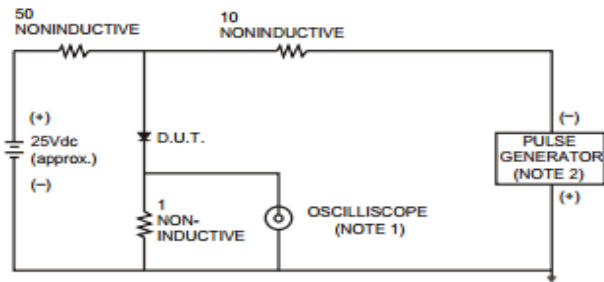 50
NONINDUCTIVE
10
NONINDUCTIVE
(+)
25Vdc
(approx.)
(−)
D.U.T.
1
NON-
INDUCTIVE
OSCILLISCOPE
(NOTE 1)
(−)
PULSE
GENERATOR
(NOTE 2)
(+)